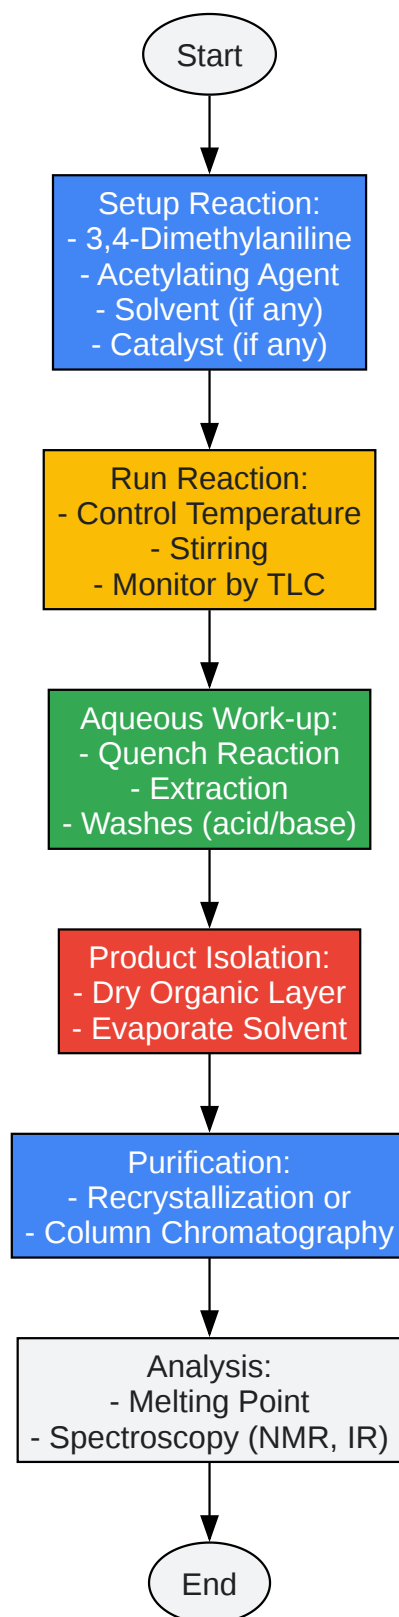 Start
Setup Reaction:
- 3,4-Dimethylaniline
- Acetylating Agent
- Solvent (if any)
- Catalyst (if any)
Run Reaction:
- Control Temperature
- Stirring
- Monitor by TLC
Aqueous Work-up:
- Quench Reaction
- Extraction
- Washes (acid/base)
Product Isolation:
- Dry Organic Layer
- Evaporate Solvent
Purification:
- Recrystallization or
- Column Chromatography
Analysis:
- Melting Point
- Spectroscopy (NMR, IR)
End